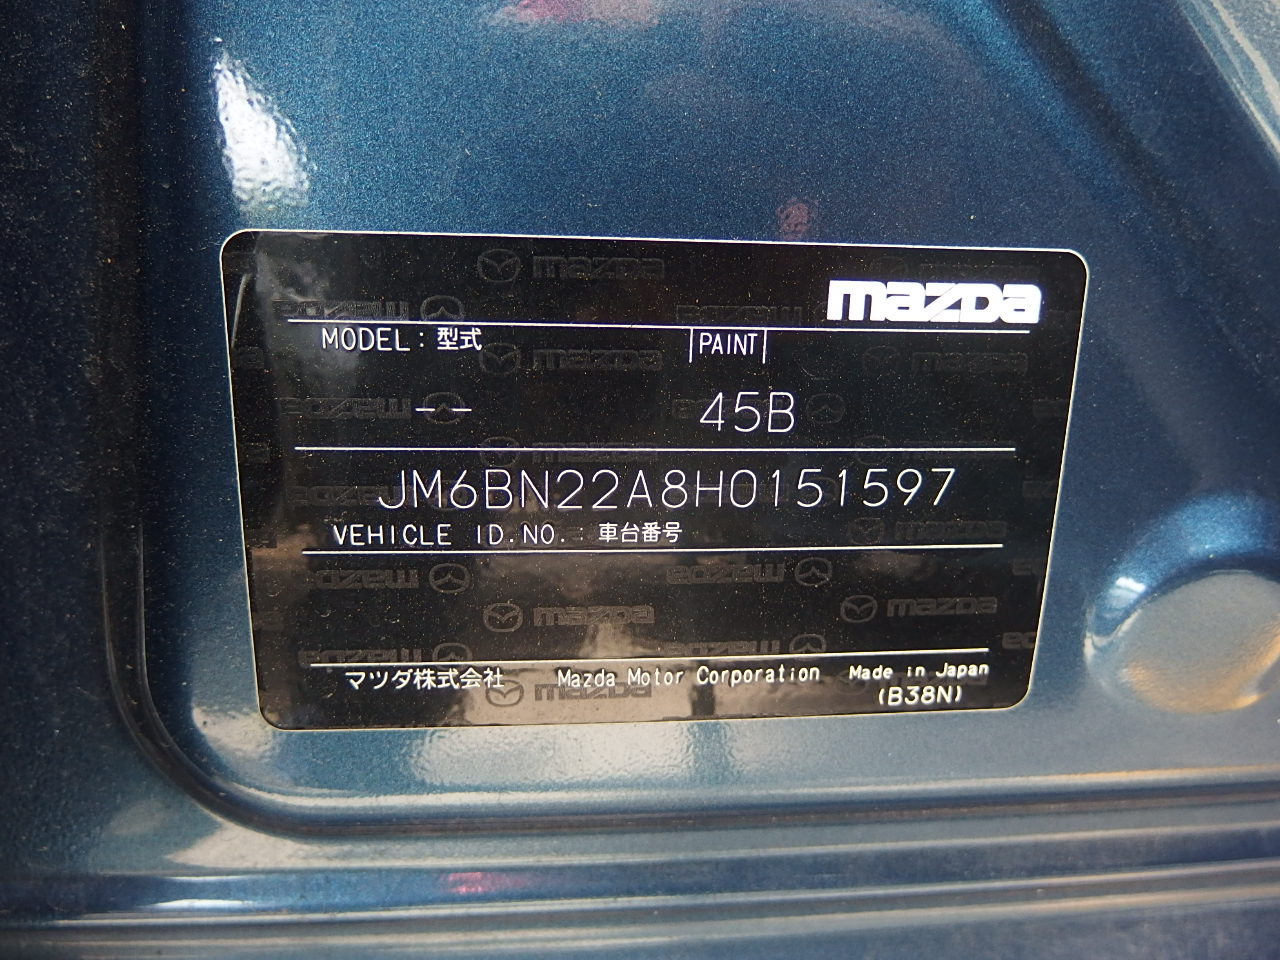 mazda
MODEL : 型式 PAINT
-- 45B
JM6BN22A8H0151597
VEHICLE ID.NO. : 車台番号
マツダ株式会社 Mazda Motor Corporation Made in Japan
(B38N)